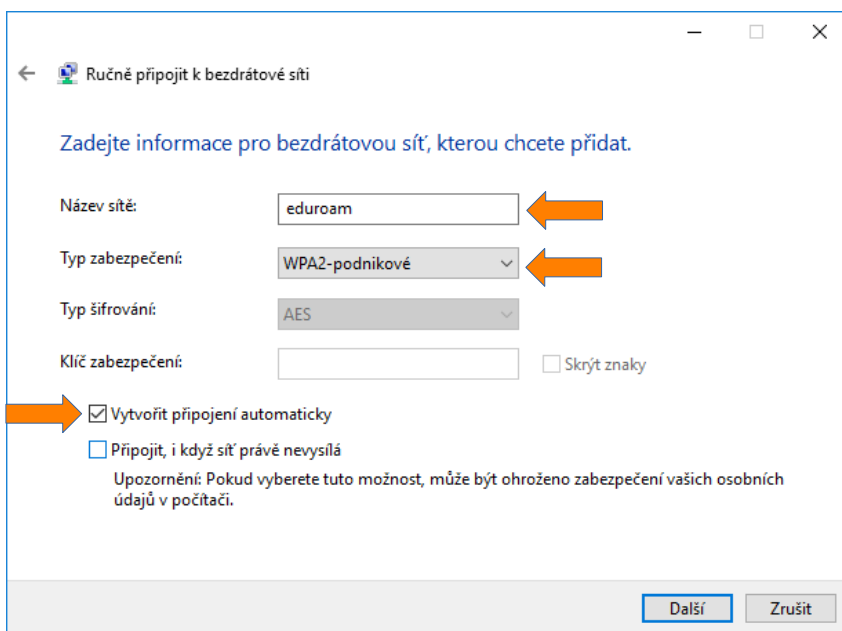 Ručně připojit k bezdrátové síti
Zadejte informace pro bezdrátovou síť, kterou chcete přidat.
Název sítě:
eduroam
Typ zabezpečení:
WPA2-podnikové
Typ šifrování:
AES
Klíč zabezpečení:
Skrýt znaky
Vytvořit připojení automaticky
Připojit, i když síť právě nevysílá
Upozornění: Pokud vyberete tuto možnost, může být ohroženo zabezpečení vašich osobních
údajů v počítači.
Další
Zrušit